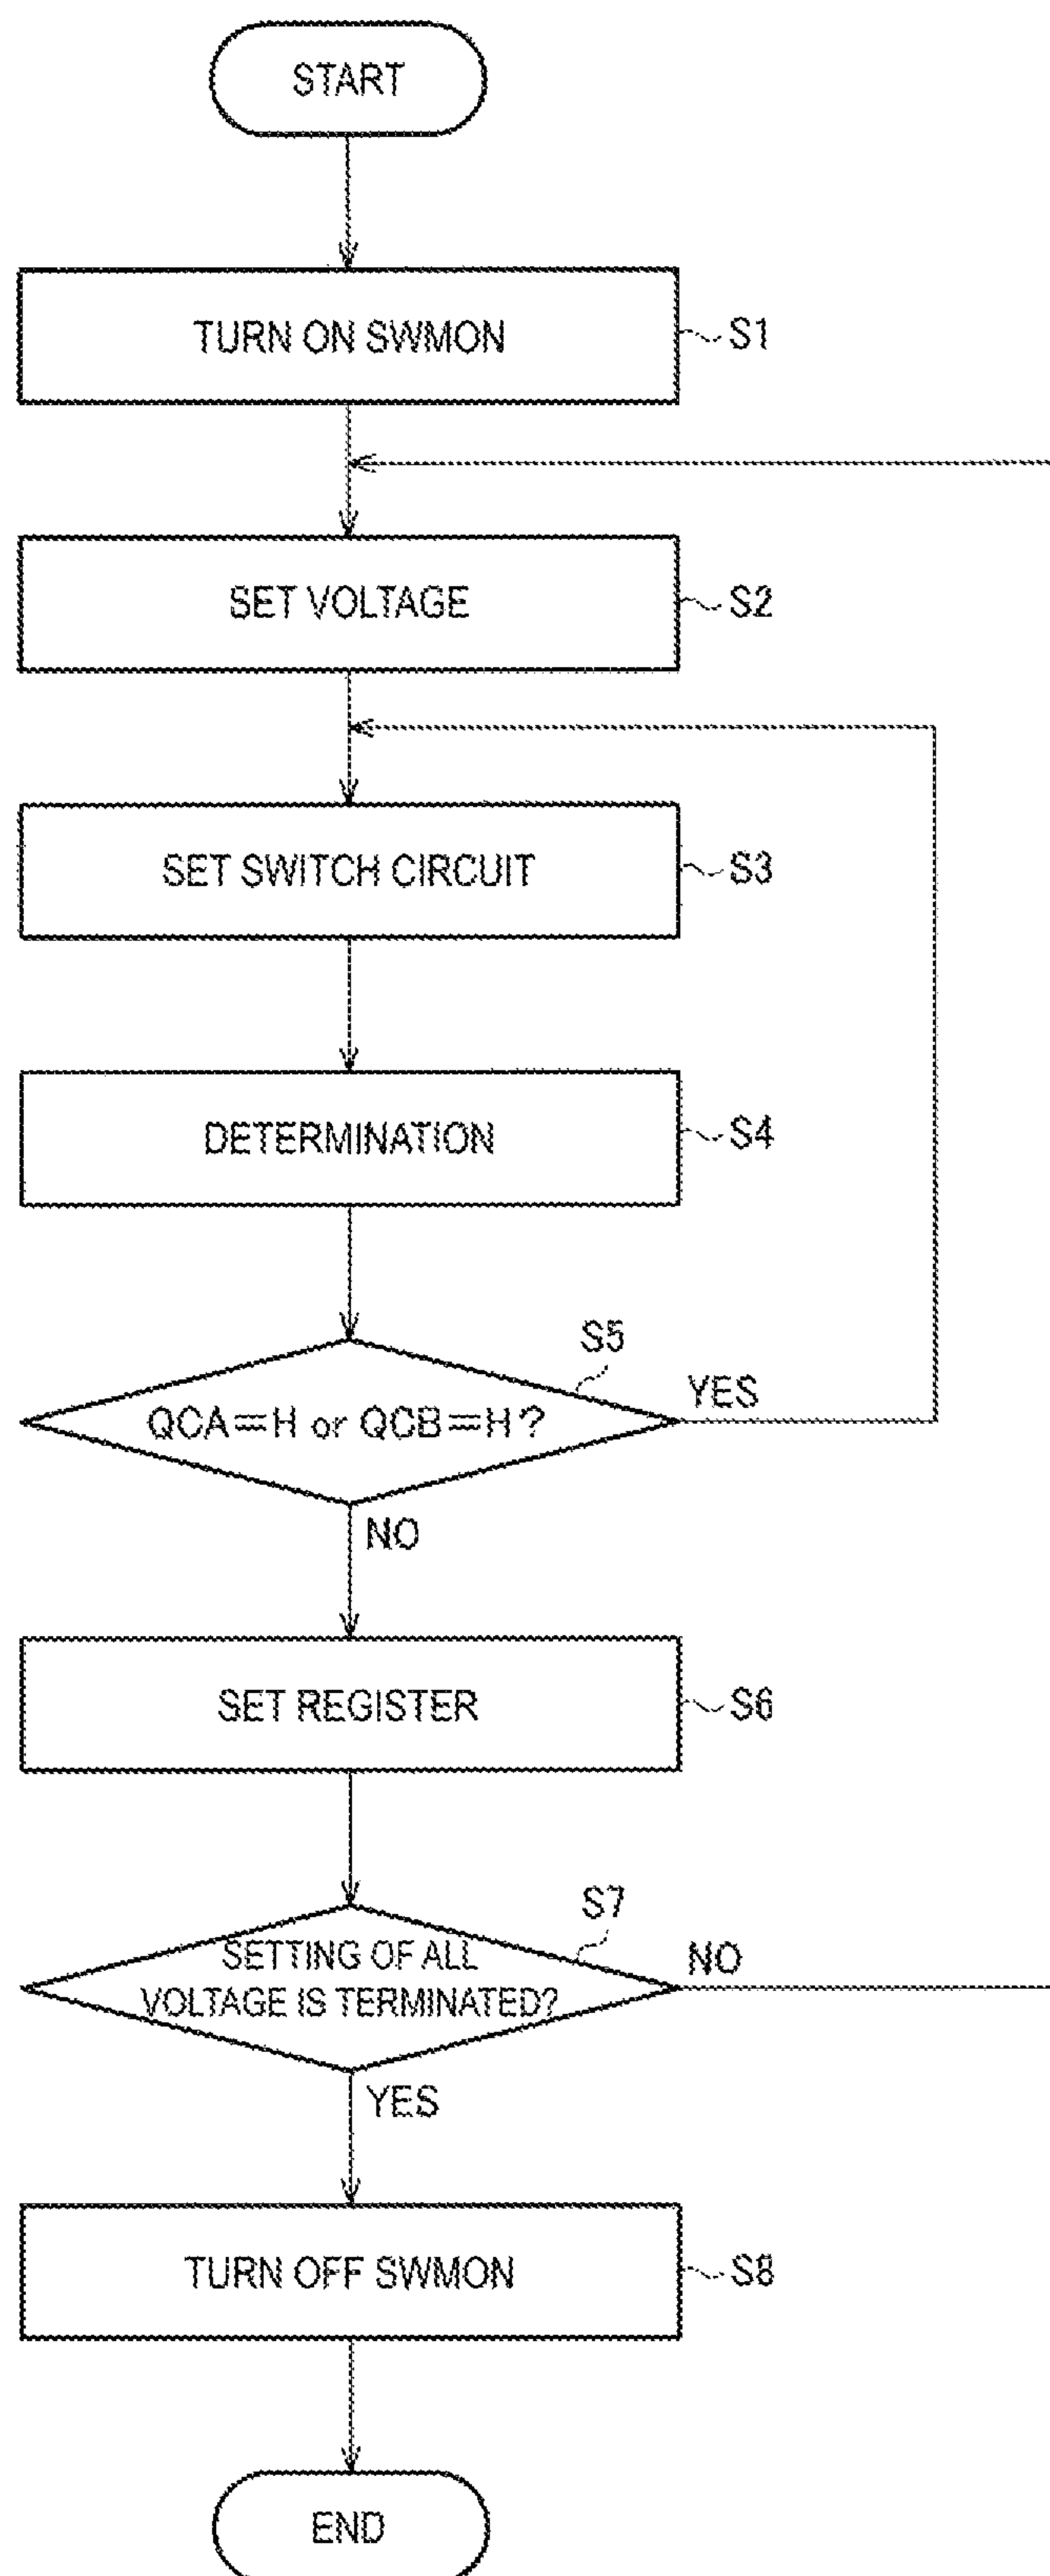 START
TURN ON SWMON
S1
SET VOLTAGE
S2
SET SWITCH CIRCUIT
S3
DETERMINATION
S4
S5
QCA=H or QCB=H?
YES
NO
SET REGISTER
S6
S7
SETTING OF ALL
VOLTAGE IS TERMINATED?
NO
YES
TURN OFF SWMON
S8
END